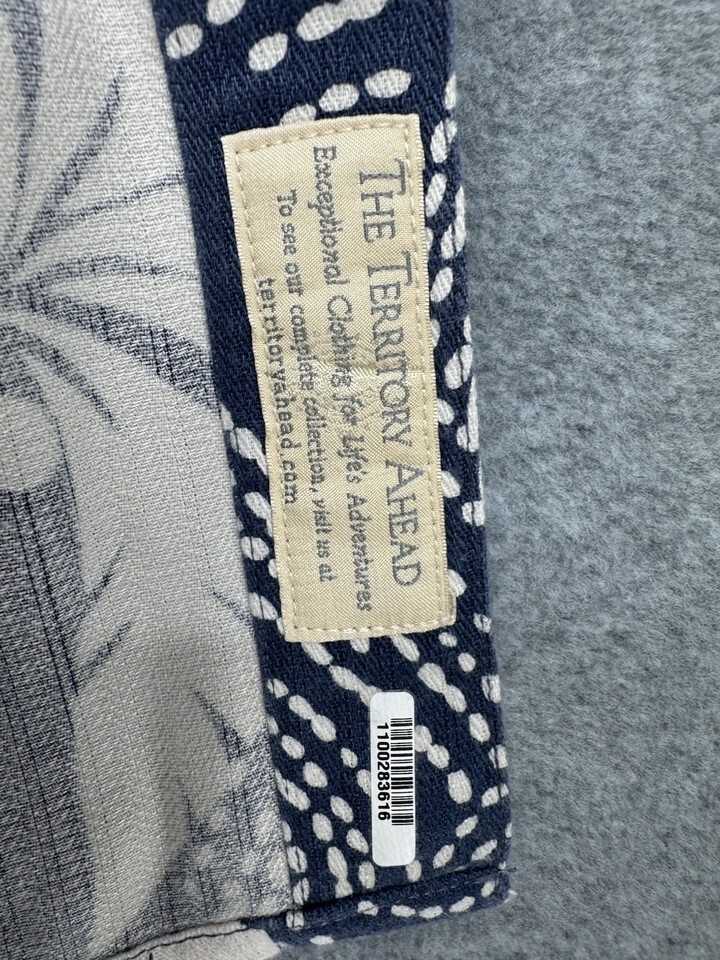 THE TERRITORY AHEAD
Exceptional Clothing for Life's Adventures
To see our complete collection, visit us at
territoryahead.com
1100283616